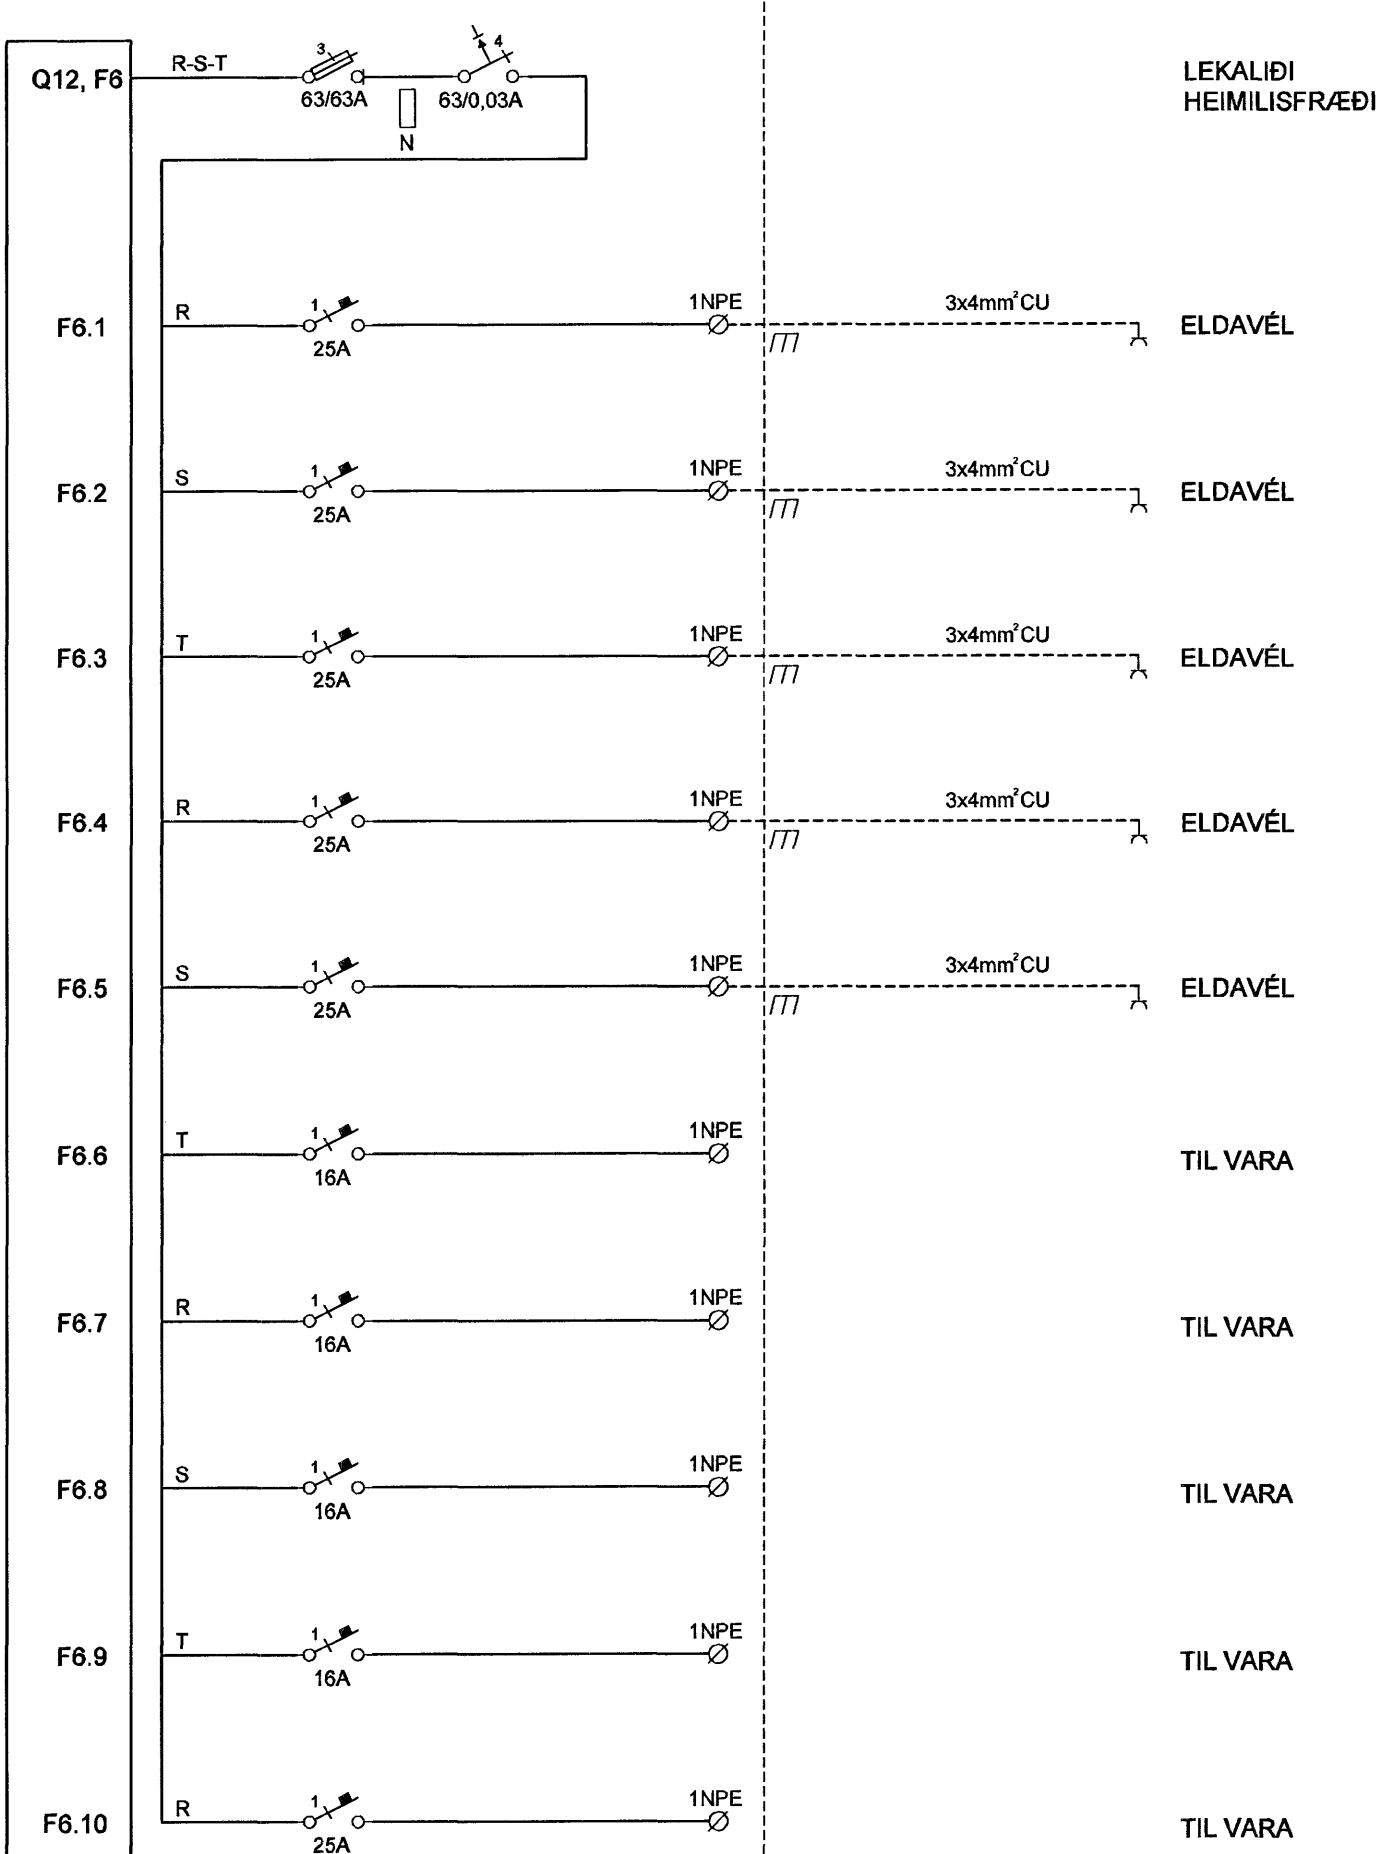 Q12, F6 R-S-T 3 63/63A N 4 63/0,03A LEKALIÐI
HEIMILISFRÆÐI
F6.1 R 1 25A 1NPE 3x4mm²CU ELDAVÉL
F6.2 S 1 25A 1NPE 3x4mm²CU ELDAVÉL
F6.3 T 1 25A 1NPE 3x4mm²CU ELDAVÉL
F6.4 R 1 25A 1NPE 3x4mm²CU ELDAVÉL
F6.5 S 1 25A 1NPE 3x4mm²CU ELDAVÉL
F6.6 T 1 16A 1NPE TIL VARA
F6.7 R 1 16A 1NPE TIL VARA
F6.8 S 1 16A 1NPE TIL VARA
F6.9 T 1 16A 1NPE TIL VARA
F6.10 R 1 25A 1NPE TIL VARA